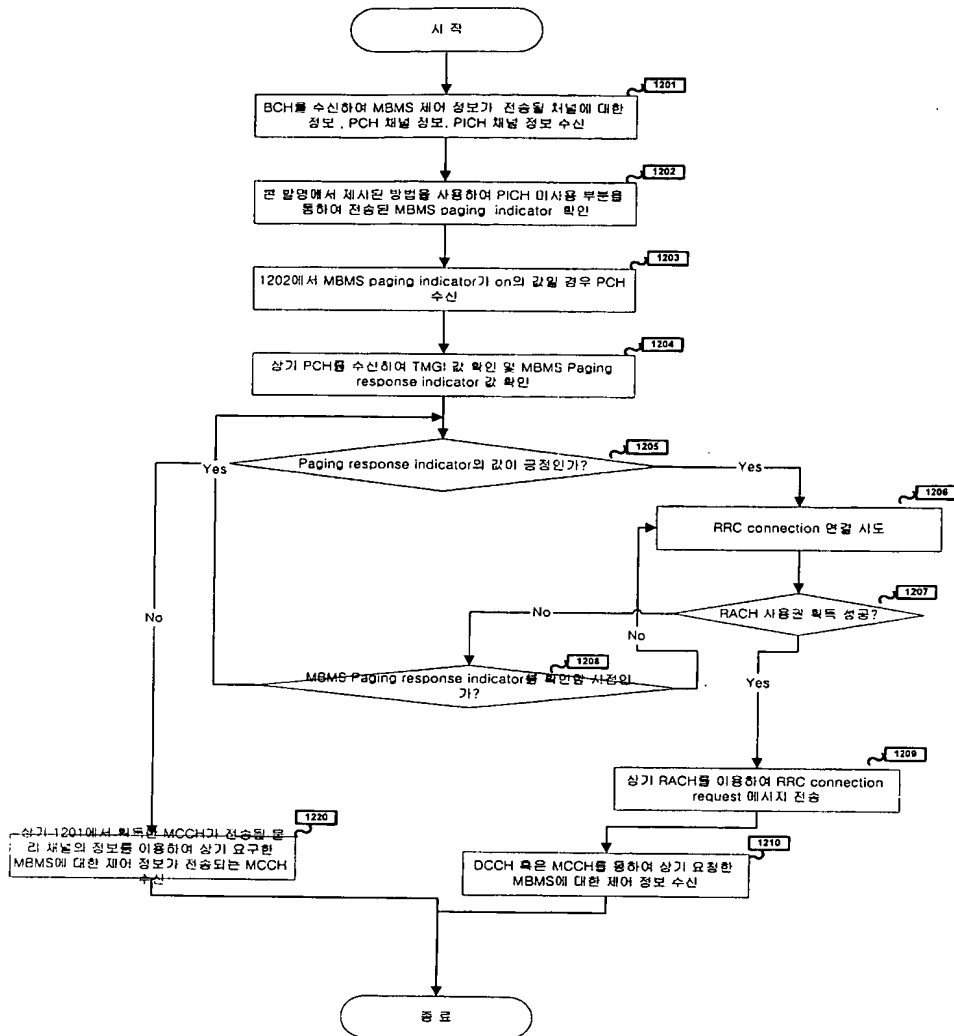 시 작
1201
BCH를 수신하여 MBMS 제어 정보가 전송될 채널에 대한
정보, PCH 채널 정보, PICH 채널 정보 수신
1202
본 발명에서 제시된 방법을 사용하여 PICH 미사용 부분을
통하여 전송된 MBMS paging indicator 확인
1203
1202에서 MBMS paging indicator가 on의 값일 경우 PCH
수신
1204
상기 PCH를 수신하여 TMGI 값 확인 및 MBMS Paging
response indicator 값 확인
1205
Paging response indicator의 값이 긍정인가?
Yes
Yes
1206
RRC connection 연결 시도
1207
RACH 사용권 획득 성공?
No
No
No
1208
MBMS Paging response indicator를 확인할 시점인
가?
Yes
1209
상기 RACH를 이용하여 RRC connection
request 메시지 전송
1220
상기 1201에서 획득한 MCCH가 전송될 물
리 채널의 정보를 이용하여 상기 요구한
MBMS에 대한 제어 정보가 전송되는 MCCH
수신
1210
DCCH 혹은 MCCH를 통하여 상기 요청한
MBMS에 대한 제어 정보 수신
종 료